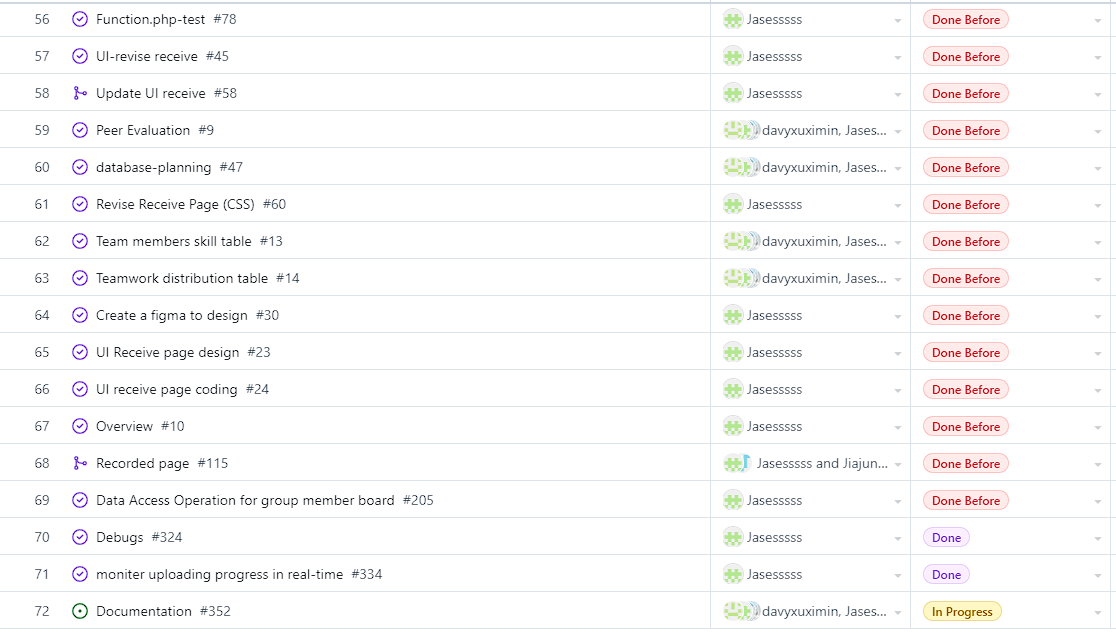 56 Function.php-test #78 Jasesssss Done Before
57 UI-revise receive #45 Jasesssss Done Before
58 Update UI receive #58 Jasesssss Done Before
59 Peer Evaluation #9 davyxuximin, Jases... Done Before
60 database-planning #47 davyxuximin, Jases... Done Before
61 Revise Receive Page (CSS) #60 Jasesssss Done Before
62 Team members skill table #13 davyxuximin, Jases... Done Before
63 Teamwork distribution table #14 davyxuximin, Jases... Done Before
64 Create a figma to design #30 Jasesssss Done Before
65 UI Receive page design #23 Jasesssss Done Before
66 UI receive page coding #24 Jasesssss Done Before
67 Overview #10 Jasesssss Done Before
68 Recorded page #115 Jasesssss and Jiajun... Done Before
69 Data Access Operation for group member board #205 Jasesssss Done Before
70 Debugs #324 Jasesssss Done
71 moniter uploading progress in real-time #334 Jasesssss Done
72 Documentation #352 davyxuximin, Jases... In Progress